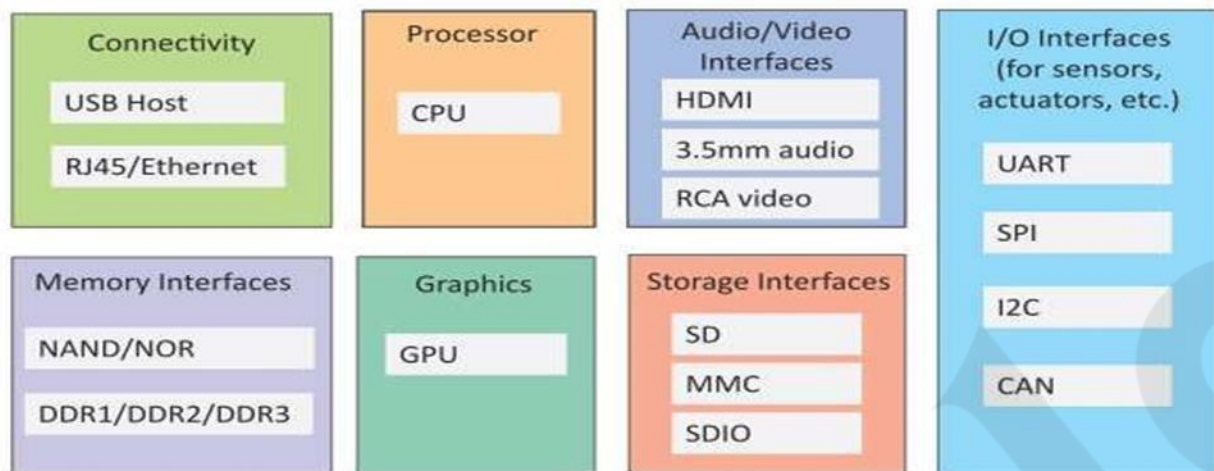 Connectivity
USB Host
RJ45/Ethernet
Processor
CPU
Audio/Video
Interfaces
HDMI
3.5mm audio
RCA video
I/O Interfaces
(for sensors,
actuators, etc.)
UART
SPI
I2C
CAN
Memory Interfaces
NAND/NOR
DDR1/DDR2/DDR3
Graphics
GPU
Storage Interfaces
SD
MMC
SDIO